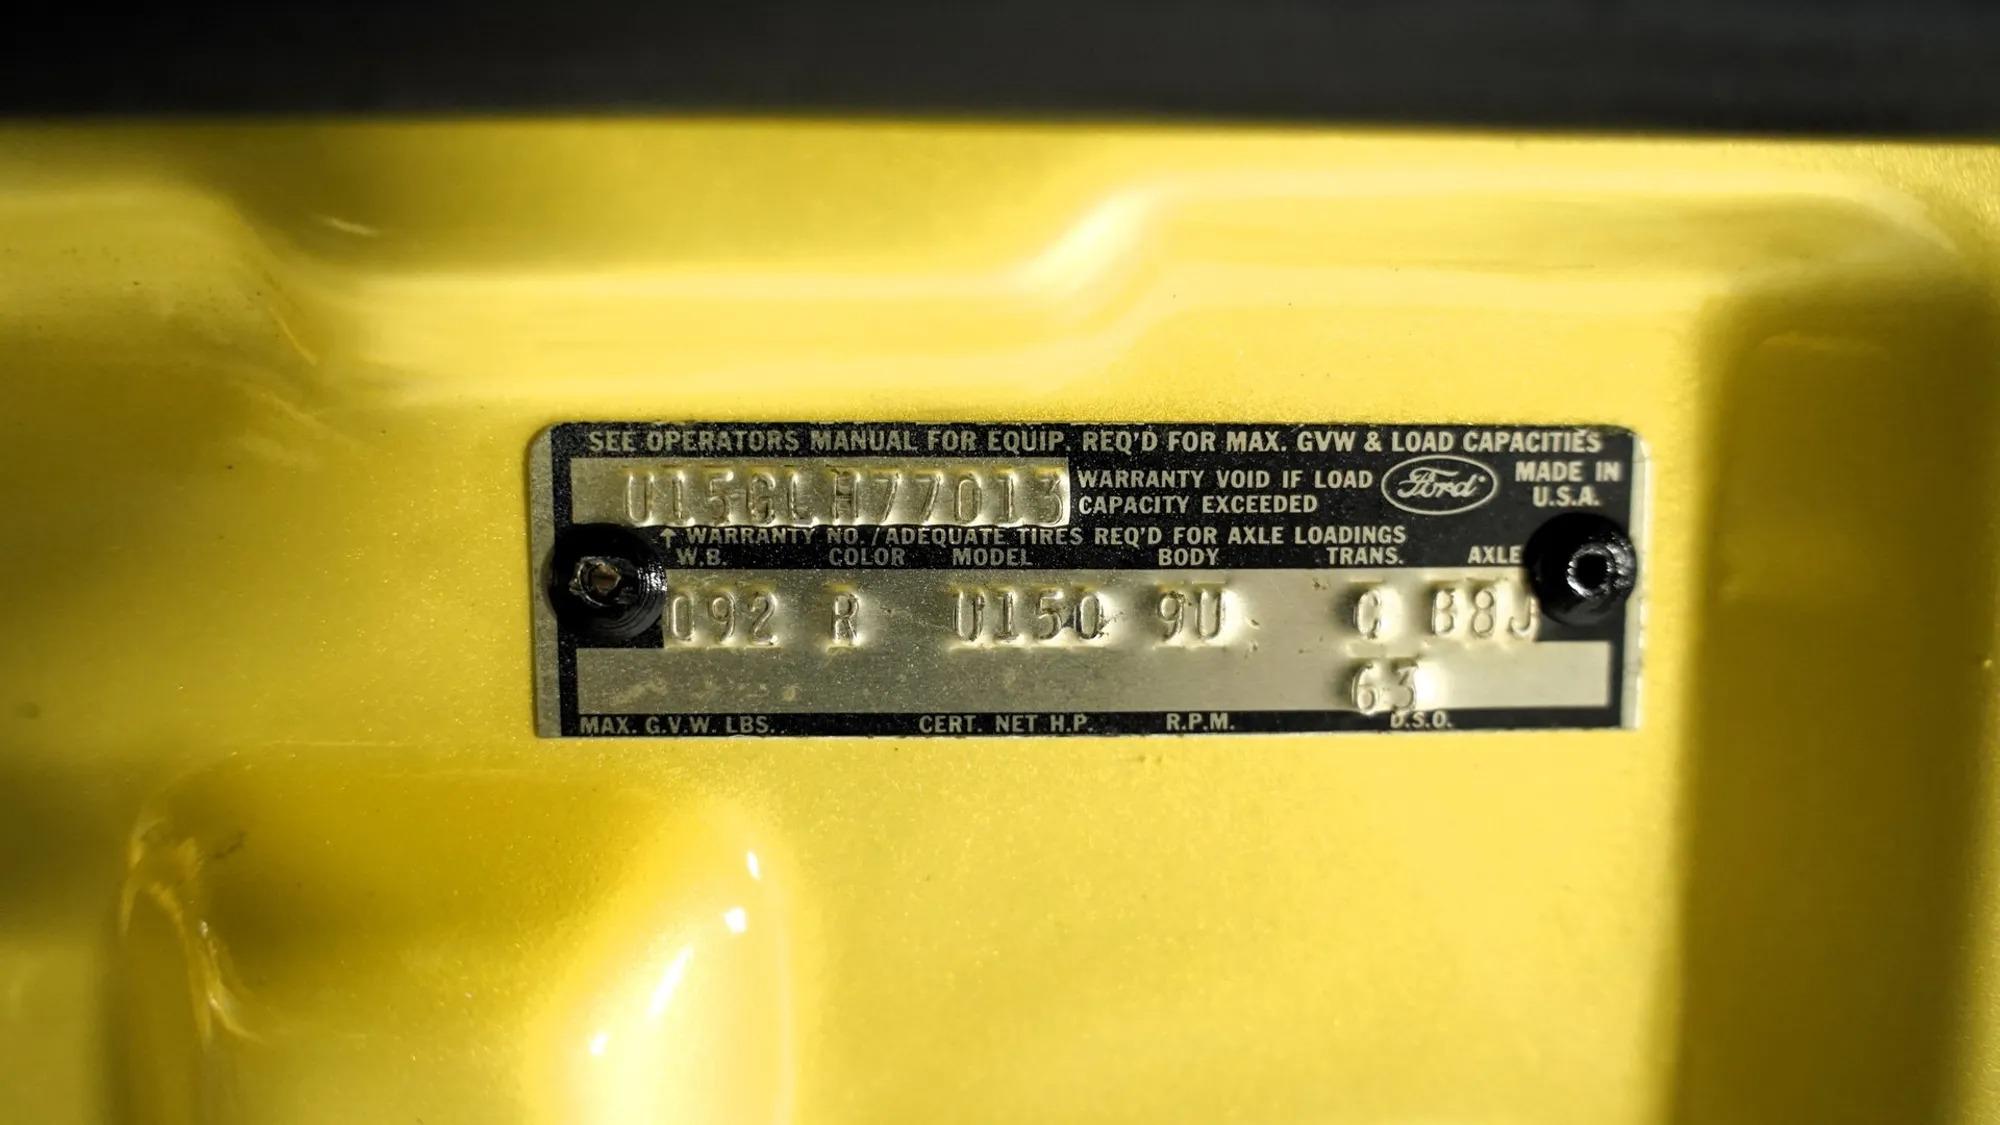 SEE OPERATORS MANUAL FOR EQUIP. REQ'D FOR MAX. GVW & LOAD CAPACITIES
U15GLH77013 WARRANTY VOID IF LOAD CAPACITY EXCEEDED Ford MADE IN U.S.A.
↑ WARRANTY NO./ADEQUATE TIRES REQ'D FOR AXLE LOADINGS
W.B. COLOR MODEL BODY TRANS. AXLE
092 R U150 9U G B8J
63
MAX. G.V.W. LBS. CERT. NET H.P. R.P.M. D.S.O.